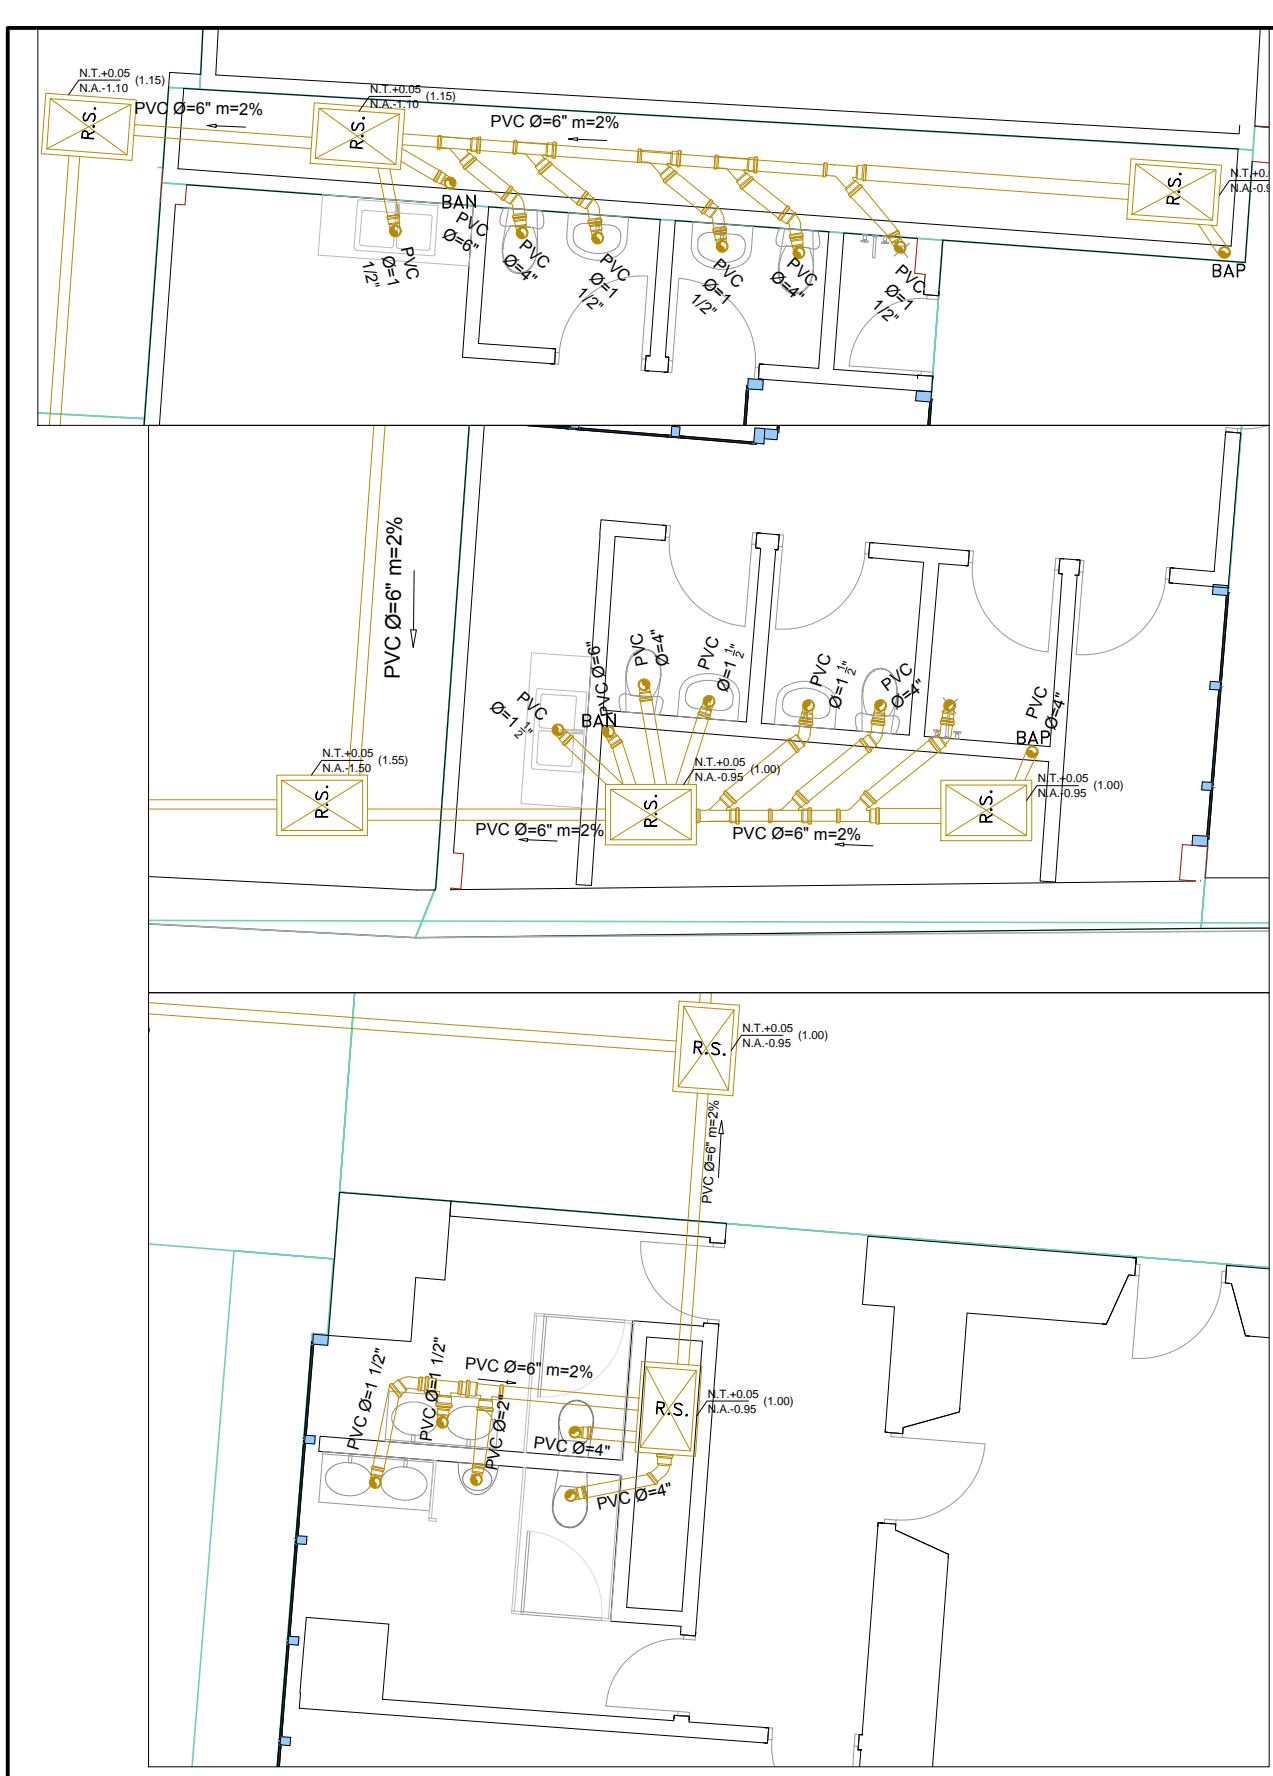 N.T.+0.05
N.A.-1.10
(1.15)
R.S.
PVC Ø=6" m=2%
N.T.+0.05
N.A.-1.10
(1.15)
R.S.
PVC Ø=6" m=2%
R.S.
BAN
PVC
Ø=6"
PVC
Ø=1
1/2"
PVC
Ø=4"
PVC
Ø=1
1/2"
PVC
Ø=1
1/2"
PVC
Ø=4"
PVC
Ø=1
1/2"
BAP
PVC Ø=6" m=2%
PVC
Ø=1 1/2"
PVC Ø=6"
BAN
PVC
Ø=4"
PVC
Ø=1 1/2"
PVC
Ø=1 1/2"
PVC
Ø=4"
PVC
Ø=4"
BAP
N.T.+0.05
N.A.-1.50
(1.55)
R.S.
N.T.+0.05
N.A.-0.95
(1.00)
R.S.
N.T.+0.05
N.A.-0.95
(1.00)
R.S.
PVC Ø=6" m=2%
PVC Ø=6" m=2%
R.S.
N.T.+0.05
N.A.-0.95
(1.00)
PVC Ø=6" m=2%
PVC Ø=1 1/2"
PVC Ø=1 1/2"
PVC Ø=6" m=2%
PVC Ø=2"
PVC Ø=4"
PVC Ø=4"
R.S.
N.T.+0.05
N.A.-0.95
(1.00)